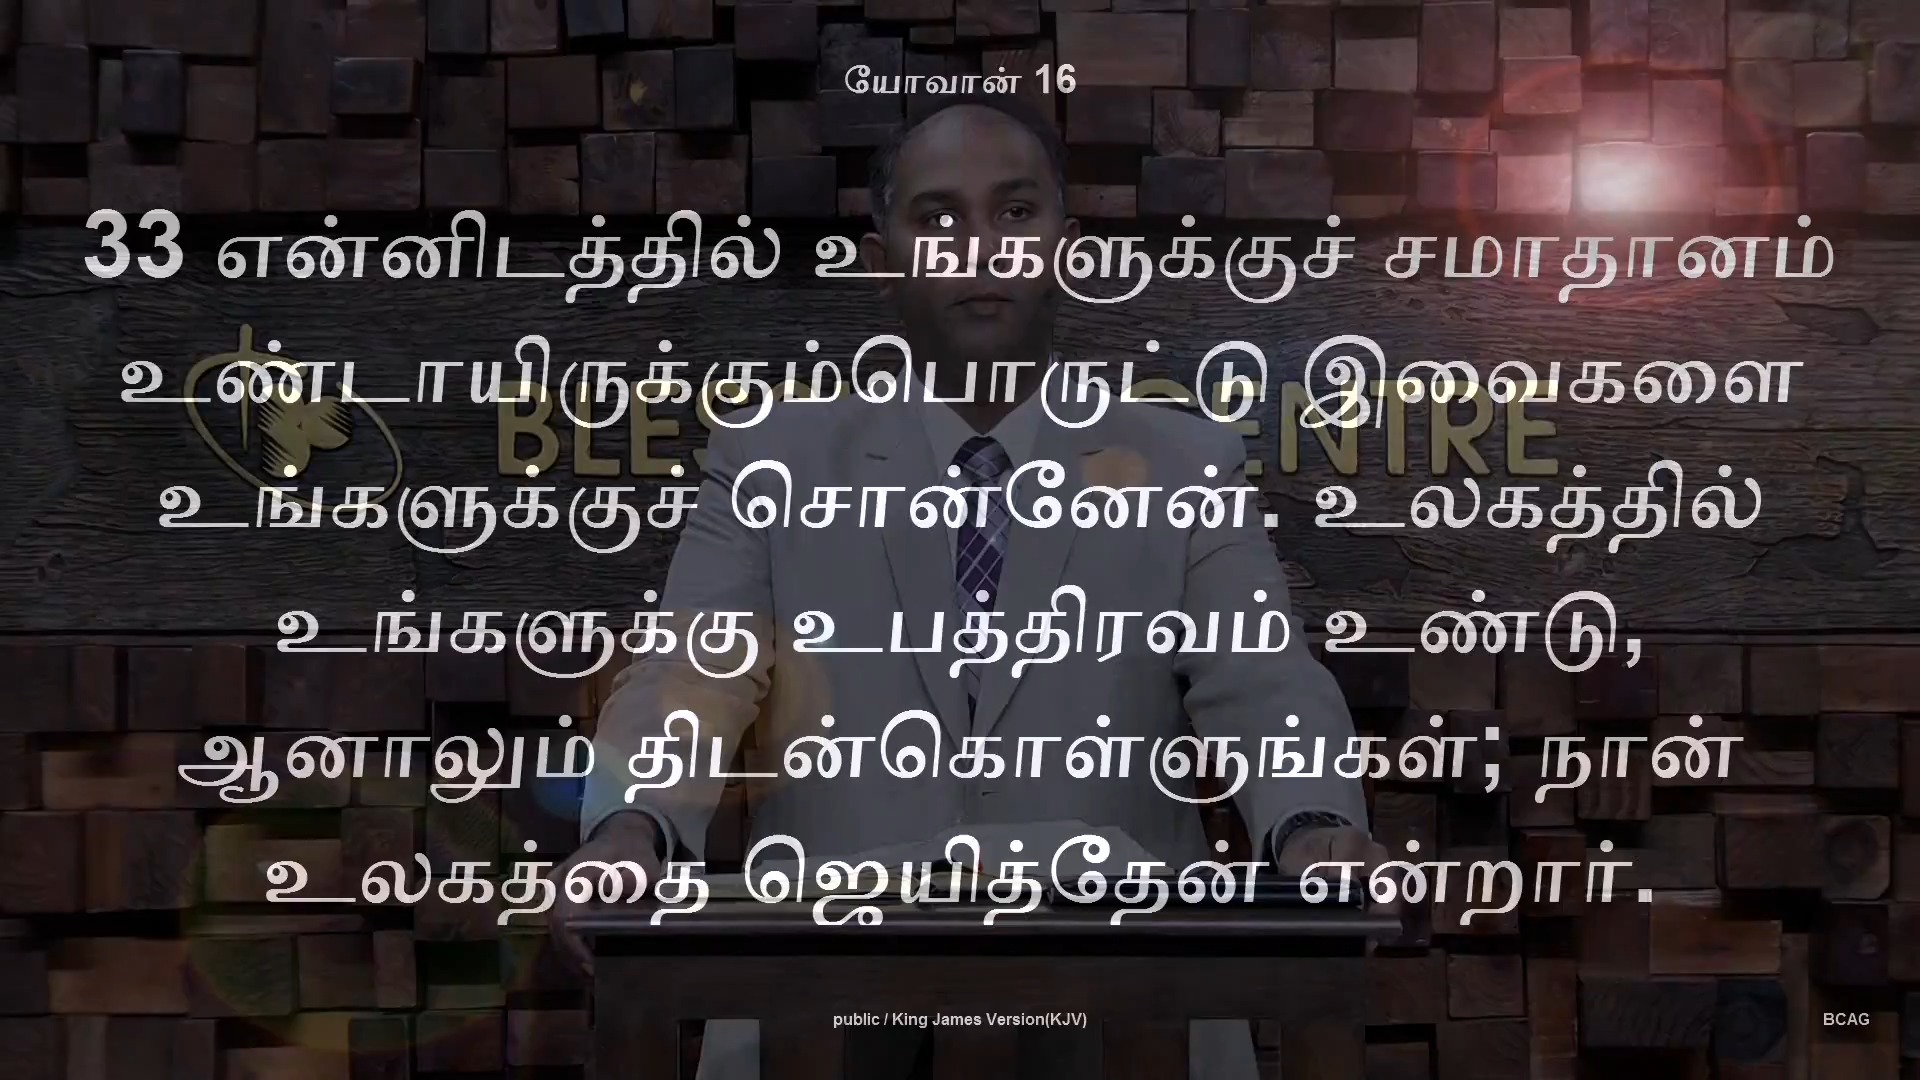 யோவான் 16
33 என்னிடத்தில் உங்களுக்குச் சமாதானம்
உண்டாயிருக்கும்பொருட்டு இவைகளை
உங்களுக்குச் சொன்னேன். உலகத்தில்
உங்களுக்கு உபத்திரவம் உண்டு,
ஆனாலும் திடன்கொள்ளுங்கள்; நான்
உலகத்தை ஜெயித்தேன் என்றார்.
public / King James Version(KJV)
BCAG